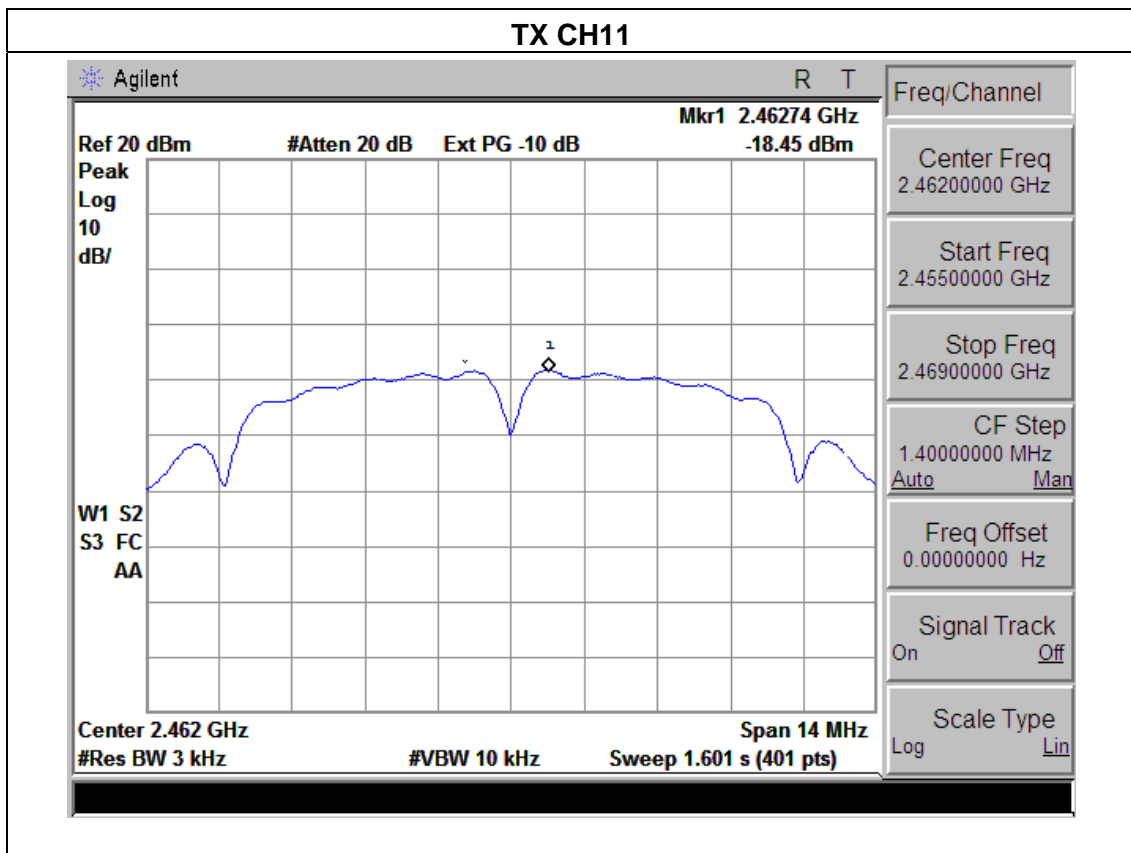 TX CH11
Agilent R T
Mkr1 2.46274 GHz
Ref 20 dBm #Atten 20 dB Ext PG -10 dB -18.45 dBm
Peak
Log
10
dB/
1
W1 S2
S3 FC
AA
Center 2.462 GHz Span 14 MHz
#Res BW 3 kHz #VBW 10 kHz Sweep 1.601 s (401 pts)
Freq/Channel
Center Freq
2.46200000 GHz
Start Freq
2.45500000 GHz
Stop Freq
2.46900000 GHz
CF Step
1.40000000 MHz
Auto Man
Freq Offset
0.00000000 Hz
Signal Track
On Off
Scale Type
Log Lin